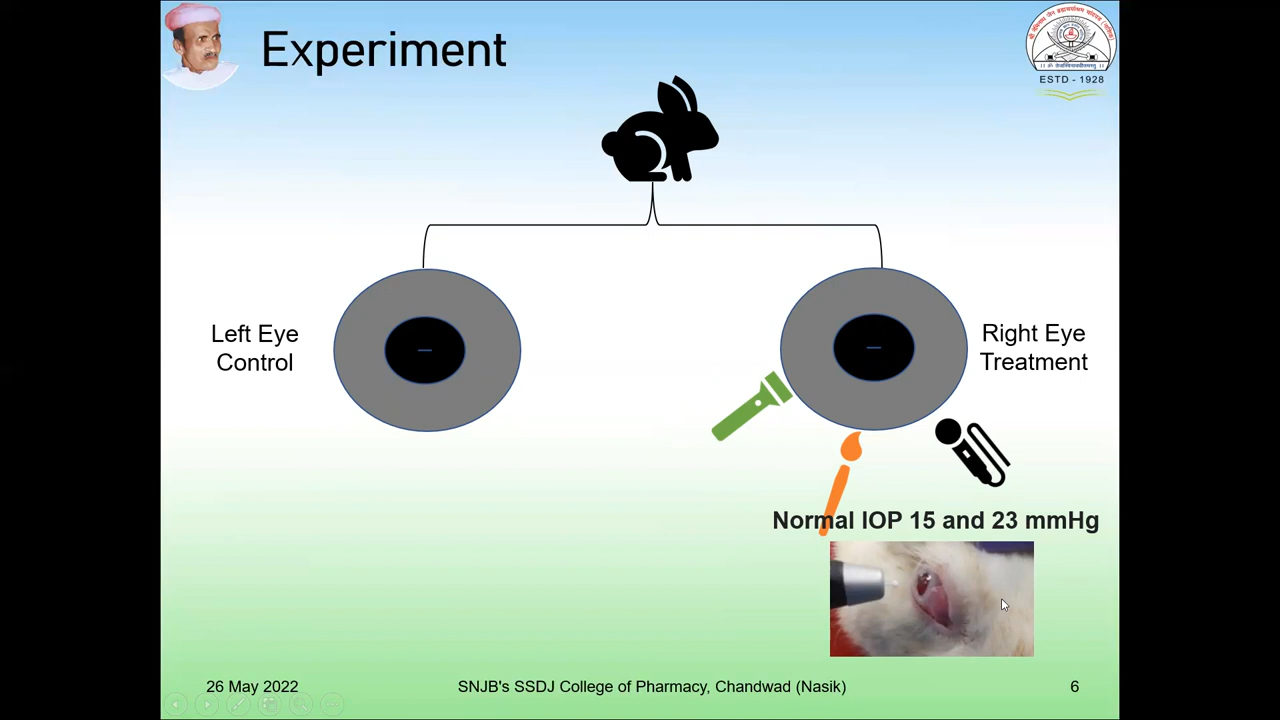 Experiment
ESTD - 1928
Left Eye
Control
Right Eye
Treatment
Normal IOP 15 and 23 mmHg
26 May 2022
SNJB's SSDJ College of Pharmacy, Chandwad (Nasik)
6